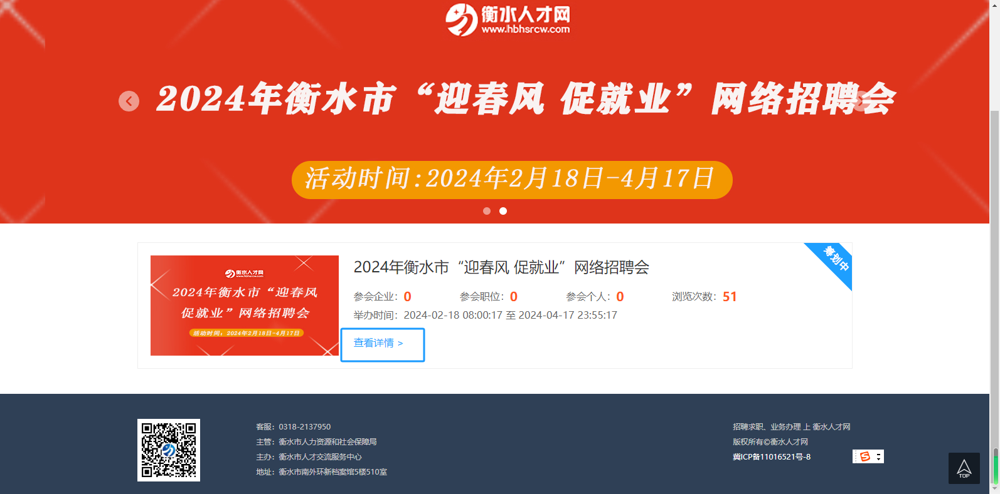 衡水人才网
www.hbhsrcw.com
2024年衡水市“迎春风 促就业”网络招聘会
活动时间:2024年2月18日-4月17日
筹划中
衡水人才网
www.hbhsrcw.com
2024年衡水市“迎春风
促就业”网络招聘会
活动时间：2024年2月18日-4月17日
2024年衡水市“迎春风 促就业”网络招聘会
参会企业：0 参会职位：0 参会个人：0 浏览次数：51
举办时间：2024-02-18 08:00:17 至 2024-04-17 23:55:17
查看详情 >
客服：0318-2137950
主管：衡水市人力资源和社会保障局
主办：衡水市人才交流服务中心
地址：衡水市南外环新档案馆5楼510室
招聘求职、业务办理 上 衡水人才网
版权所有©衡水人才网
冀ICP备11016521号-8
S
TOP